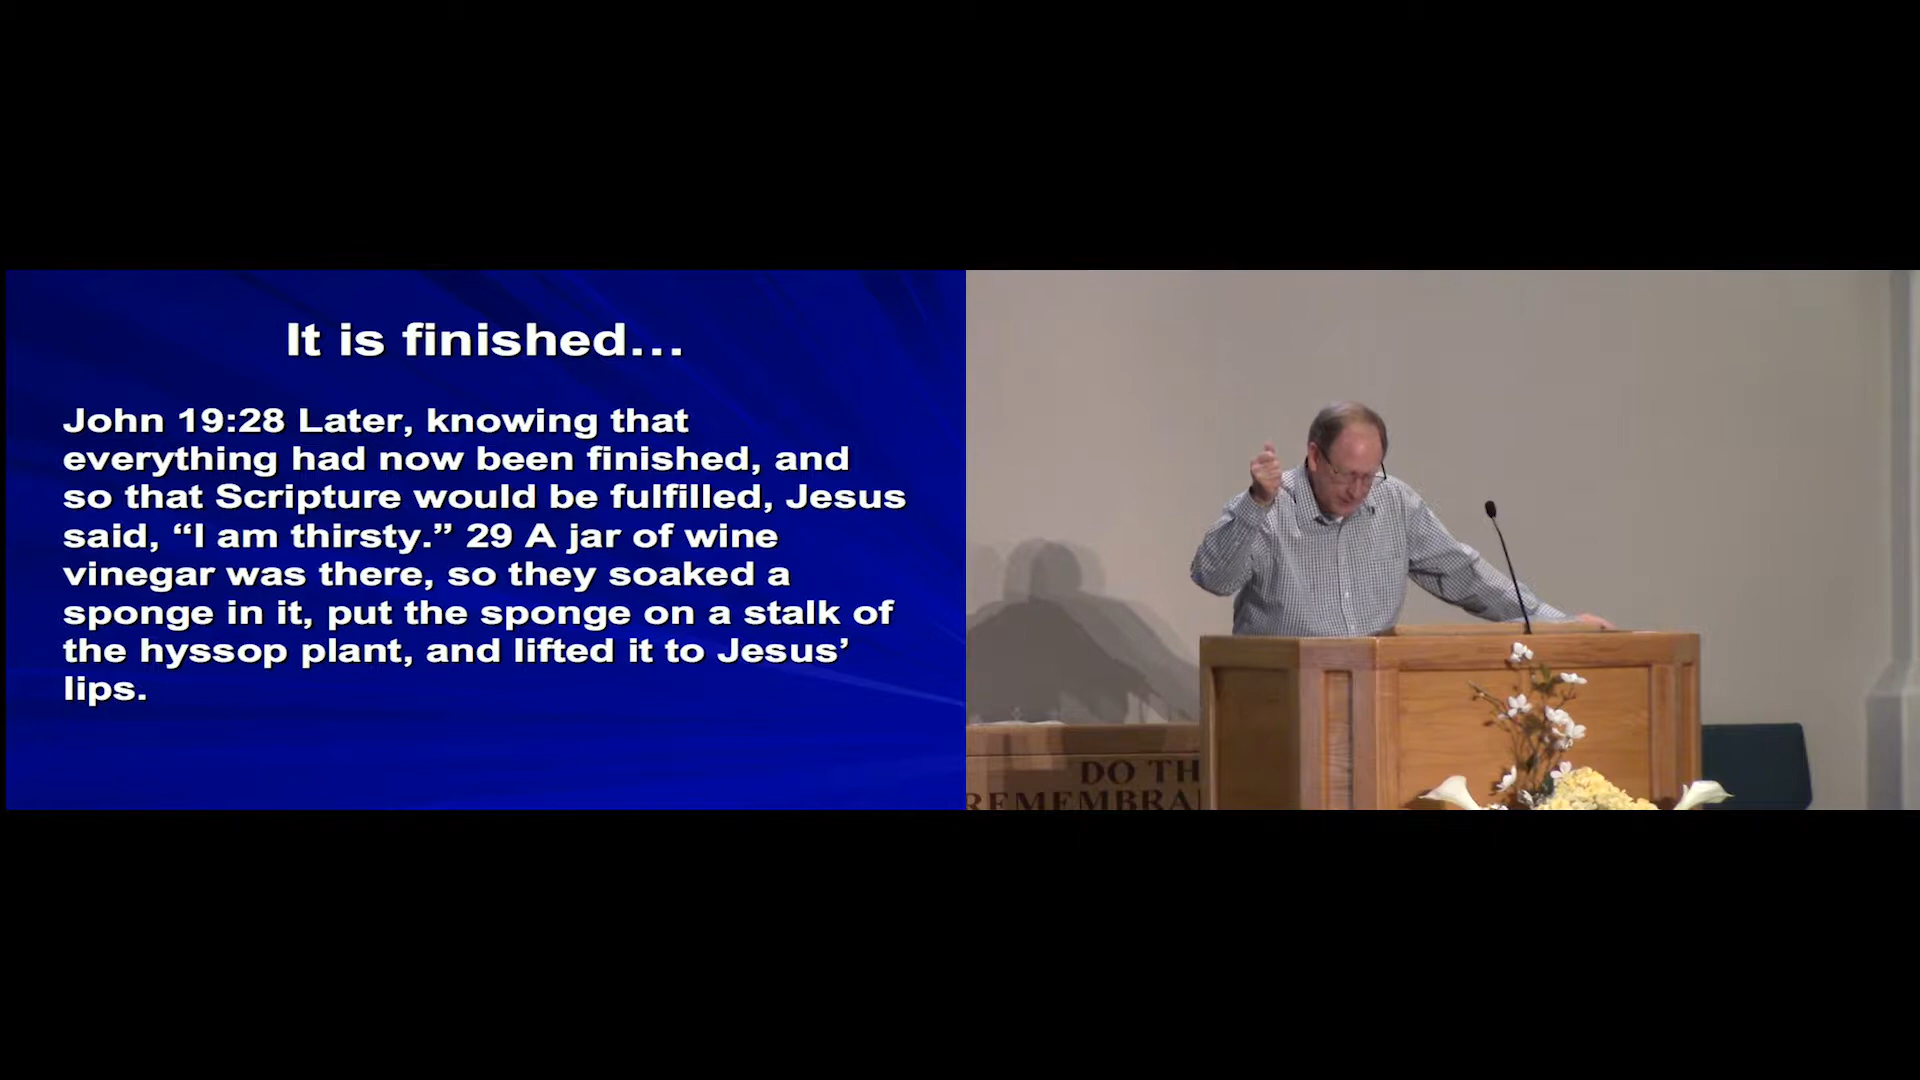 It is finished...
John 19:28 Later, knowing that
everything had now been finished, and
so that Scripture would be fulfilled, Jesus
said, “I am thirsty.” 29 A jar of wine
vinegar was there, so they soaked a
sponge in it, put the sponge on a stalk of
the hyssop plant, and lifted it to Jesus’
lips.
DO TH
REMEMBRA